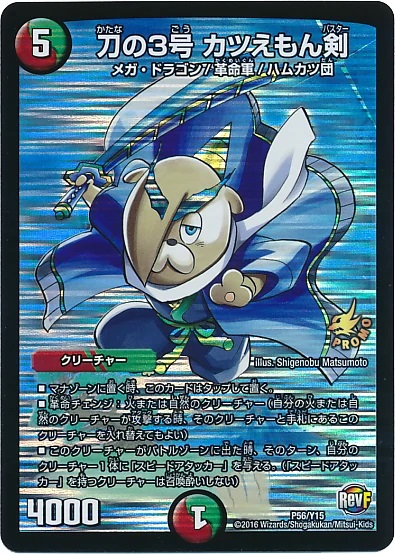 5
かたな ごう バスター
刀の3号 カツえもん剣
かくめいぐん だん
メガ・ドラゴン / 革命軍 / ハムカツ団
PROMO
illus. Shigenobu Matsumoto
クリーチャー
■ マナゾーンに置く時、このカードはタップして置く。
■ 革命チェンジ:火または自然のクリーチャー(自分の火または自
然のクリーチャーが攻撃する時、そのクリーチャーと手札にあるこの
クリーチャーを入れ替えてもよい)
■ このクリーチャーがバトルゾーンに出た時、そのターン、自分の
クリーチャー1体に「スピードアタッカー」を与える。(「スピードアタッ
カー」を持つクリーチャーは召喚酔いしない)
4000
1
RevF
P56/Y15
©2016 Wizards/Shogakukan/Mitsui-Kids